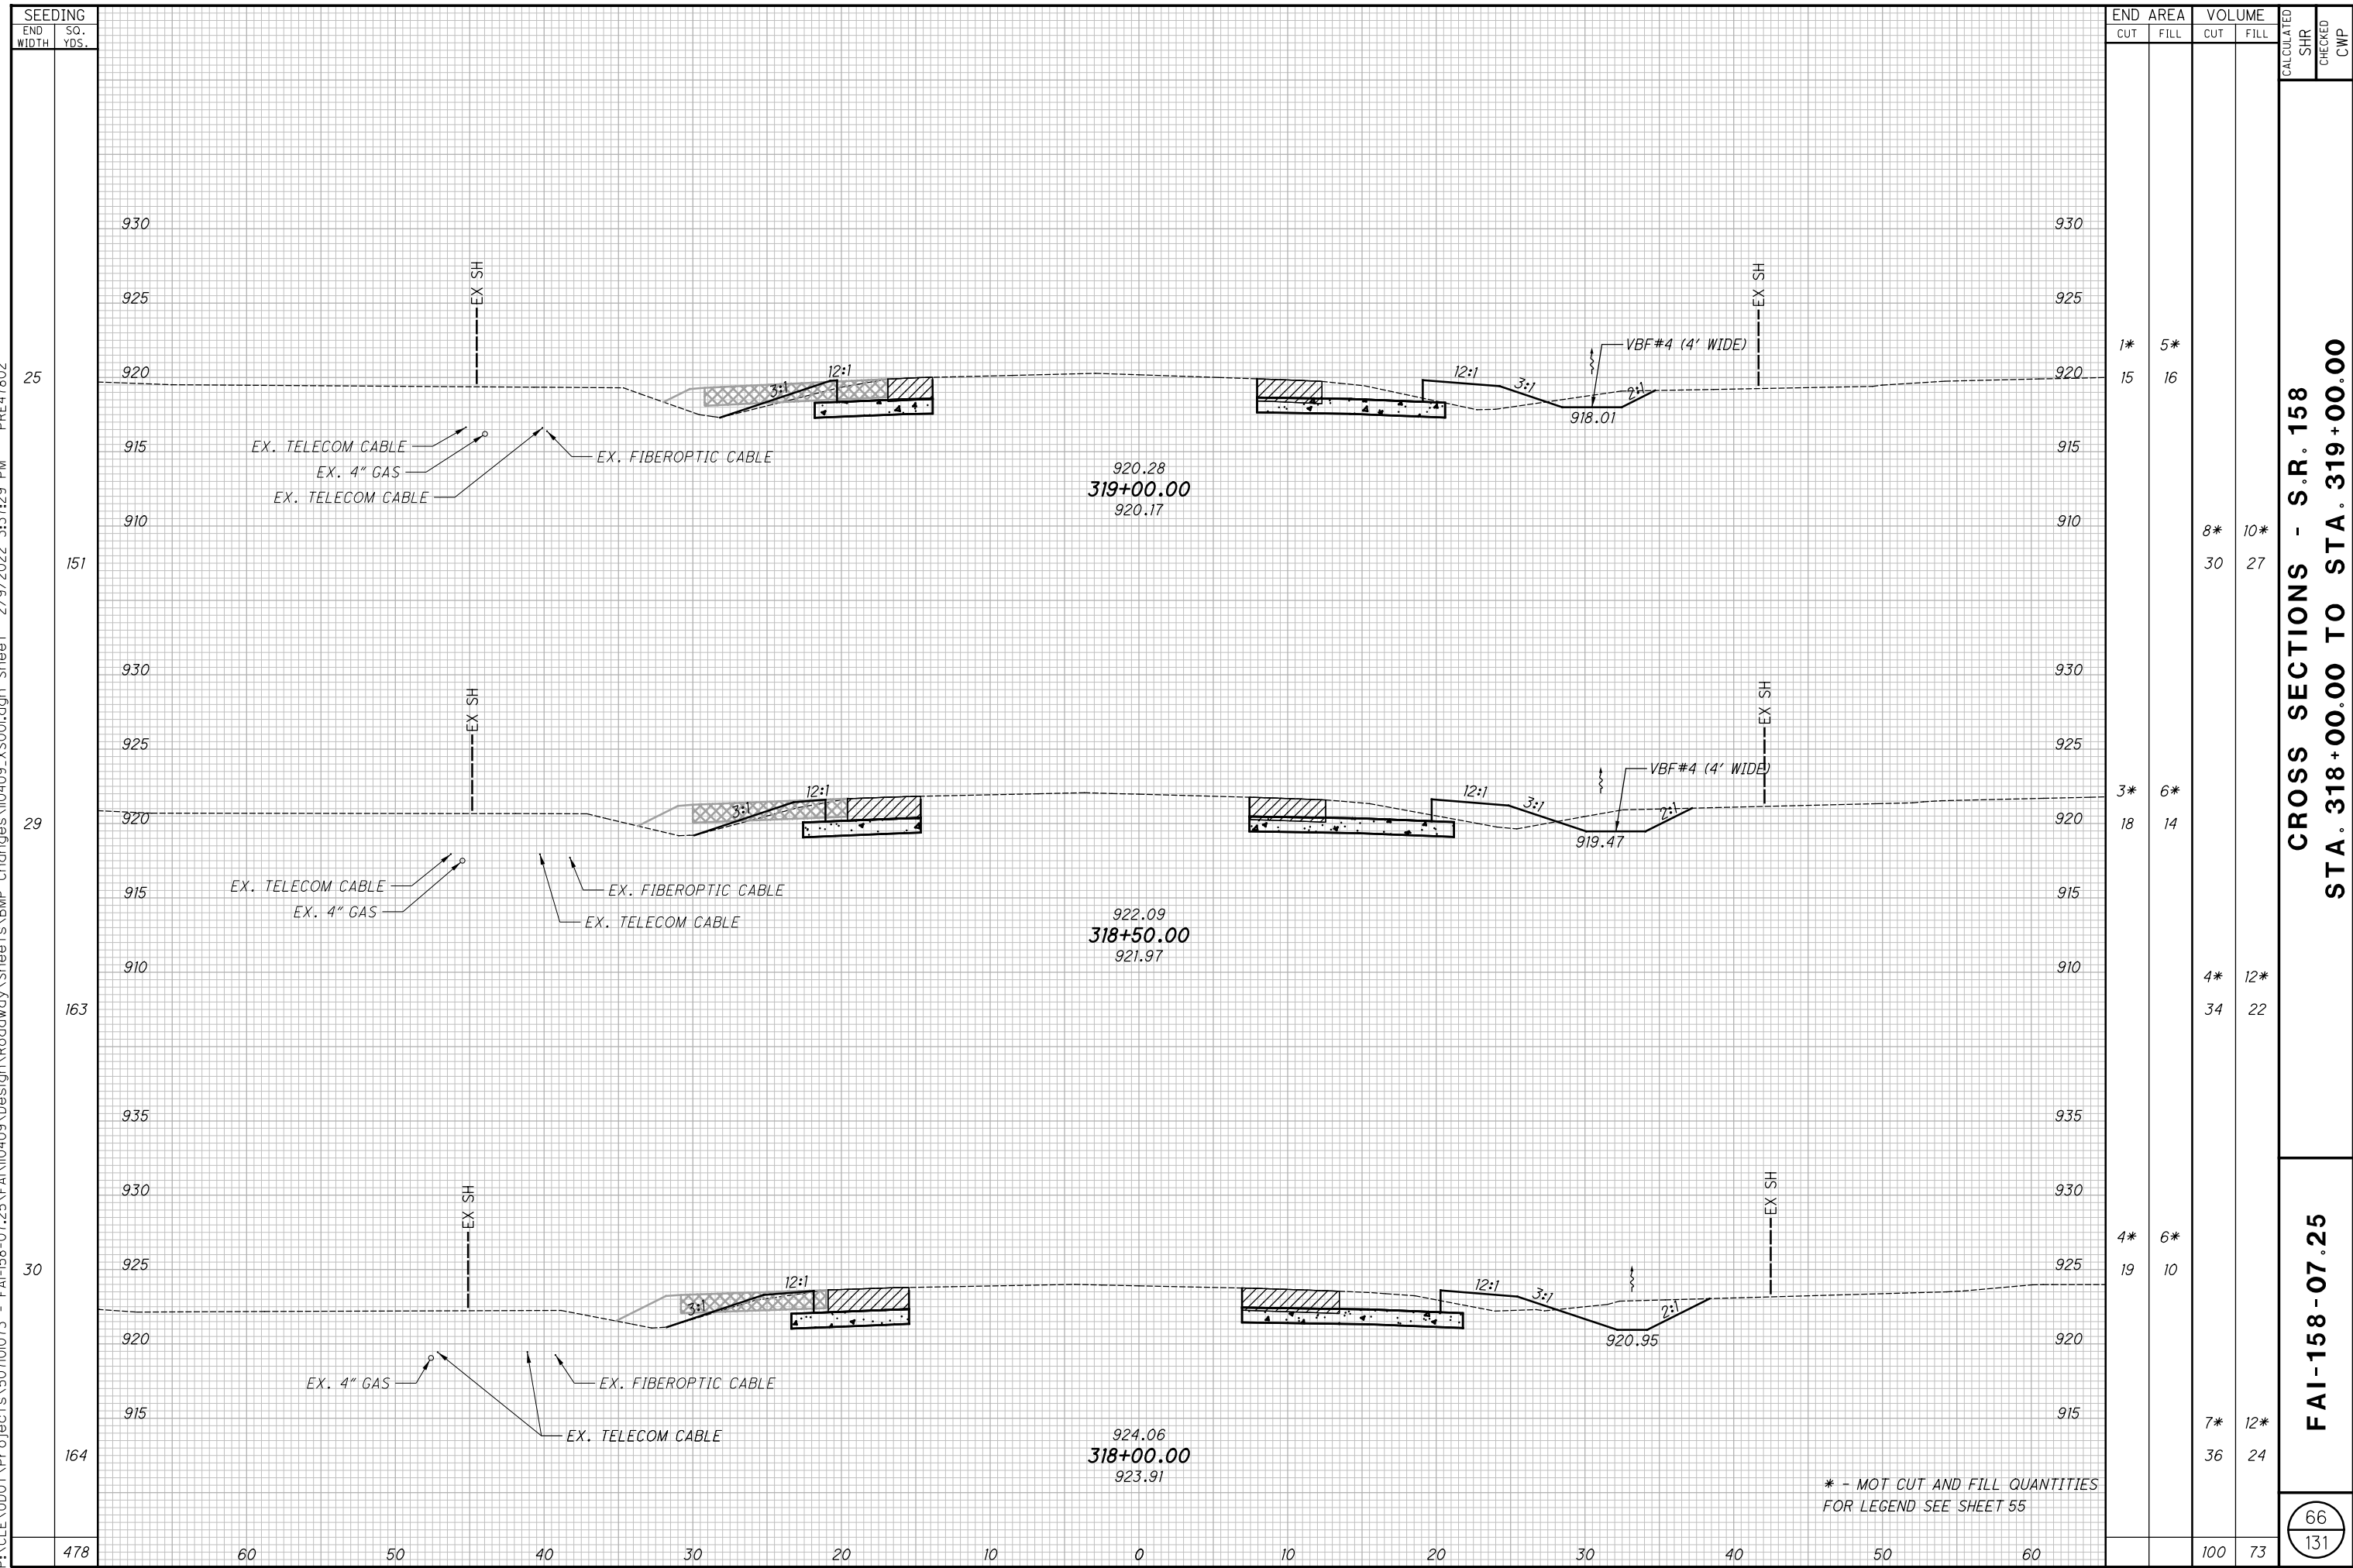 SEEDING
END WIDTH
SQ. YDS.
END AREA
VOLUME
CUT
FILL
CUT
FILL
CALCULATED
SHR
CHECKED
CWP
930
930
EX SH
EX SH
925
925
VBF#4 (4' WIDE)
1*
5*
25
920
12:1
3:1
12:1
3:1
2:1
920
15
16
918.01
EX. TELECOM CABLE
915
EX. FIBEROPTIC CABLE
915
EX. 4" GAS
EX. TELECOM CABLE
920.28
319+00.00
920.17
910
910
8*
10*
151
30
27
930
930
EX SH
EX SH
925
925
VBF#4 (4' WIDE)
3*
6*
29
920
12:1
3:1
12:1
3:1
2:1
920
18
14
919.47
EX. TELECOM CABLE
915
EX. FIBEROPTIC CABLE
915
EX. 4" GAS
EX. TELECOM CABLE
922.09
318+50.00
921.97
910
910
4*
12*
163
34
22
935
935
930
930
EX SH
EX SH
4*
6*
30
925
925
19
10
12:1
3:1
12:1
3:1
2:1
920
920.95
920
EX. 4" GAS
EX. FIBEROPTIC CABLE
915
915
EX. TELECOM CABLE
924.06
318+00.00
923.91
7*
12*
164
36
24
* - MOT CUT AND FILL QUANTITIES
FOR LEGEND SEE SHEET 55
478
60
50
40
30
20
10
0
10
20
30
40
50
60
100
73
CROSS SECTIONS - S.R. 158
STA. 318+00.00 TO STA. 319+00.00
FAI-158-07.25
66
131